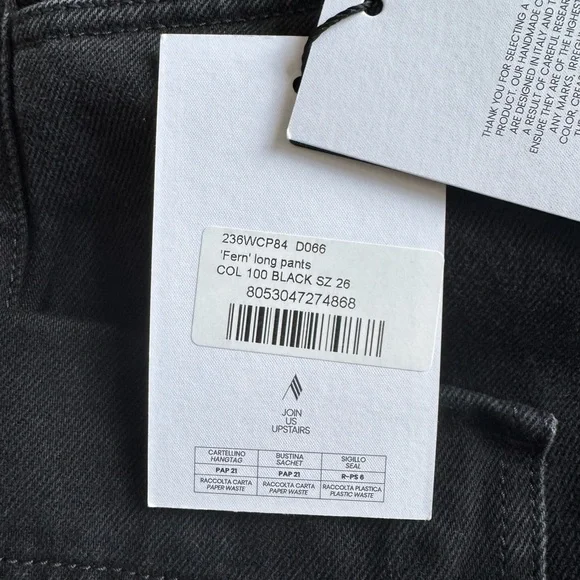 THANK YOU FOR SELECTING A
PRODUCT. OUR HANDMADE C
ARE DESIGNED IN ITALY AND T
A RESULT OF CAREFUL RESEAR
ENSURE THEY ARE OF THE HIGHES
ANY MARKS, IRRE
COLOR, CREA
236WCP84 D066
'Fern' long pants
COL 100 BLACK SZ 26
8053047274868
JOIN
US
UPSTAIRS
CARTELLINO BUSTINA SIGILLO
HANGTAG SACHET SEAL
PAP 21 PAP 21 R-PS 6
RACCOLTA CARTA RACCOLTA CARTA RACCOLTA PLASTICA
PAPER WASTE PAPER WASTE PLASTIC WASTE